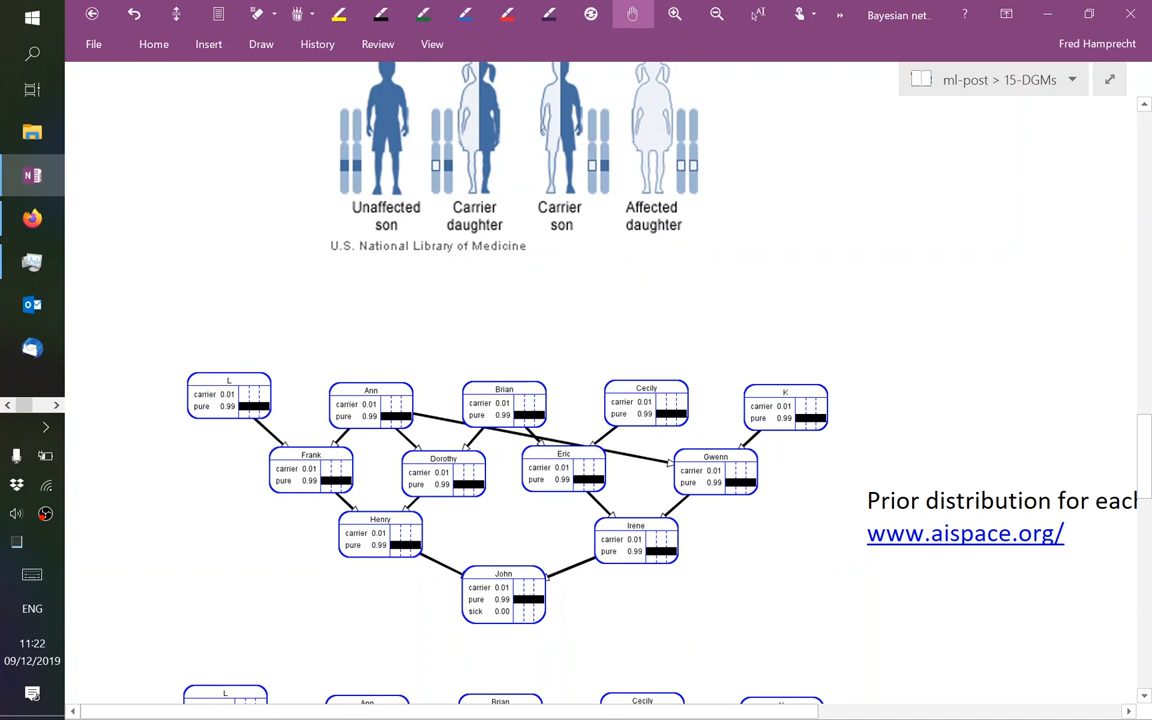 Bayesian net..
?
File
Home
Insert
Draw
History
Review
View
Fred Hamprecht
ml-post > 15-DGMs
Unaffected son
Carrier daughter
Carrier son
Affected daughter
U.S. National Library of Medicine
L
carrier 0.01
pure 0.99
Ann
carrier 0.01
pure 0.99
Brian
carrier 0.01
pure 0.99
Cecily
carrier 0.01
pure 0.99
K
carrier 0.01
pure 0.99
Frank
carrier 0.01
pure 0.99
Dorothy
carrier 0.01
pure 0.99
Eric
carrier 0.01
pure 0.99
Gwenn
carrier 0.01
pure 0.99
Henry
carrier 0.01
pure 0.99
Irene
carrier 0.01
pure 0.99
John
carrier 0.01
pure 0.99
sick 0.00
Prior distribution for each
www.aispace.org/
L
Ann
Brian
Cecily
ENG
11:22
09/12/2019